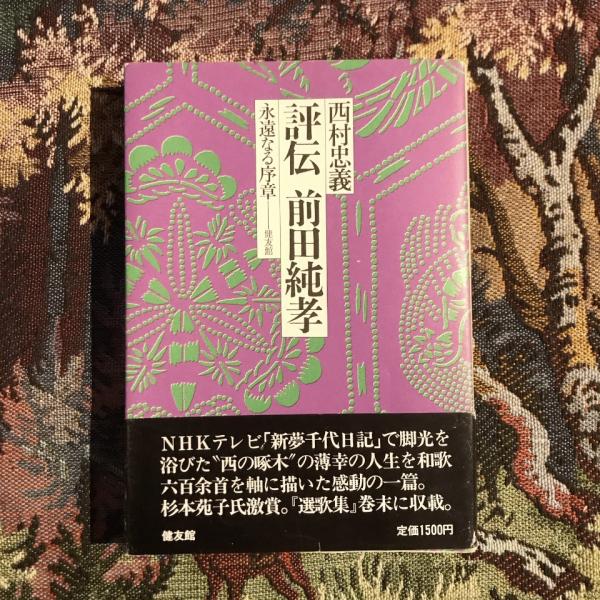 西村忠義
評伝 前田純孝
永遠なる序章──健友館
NHKテレビ「新夢千代日記」で脚光を
浴びた〝西の啄木〟の薄幸の人生を和歌
六百余首を軸に描いた感動の一篇。
杉本苑子氏激賞。『選歌集』巻末に収載。
健友館
定価1500円